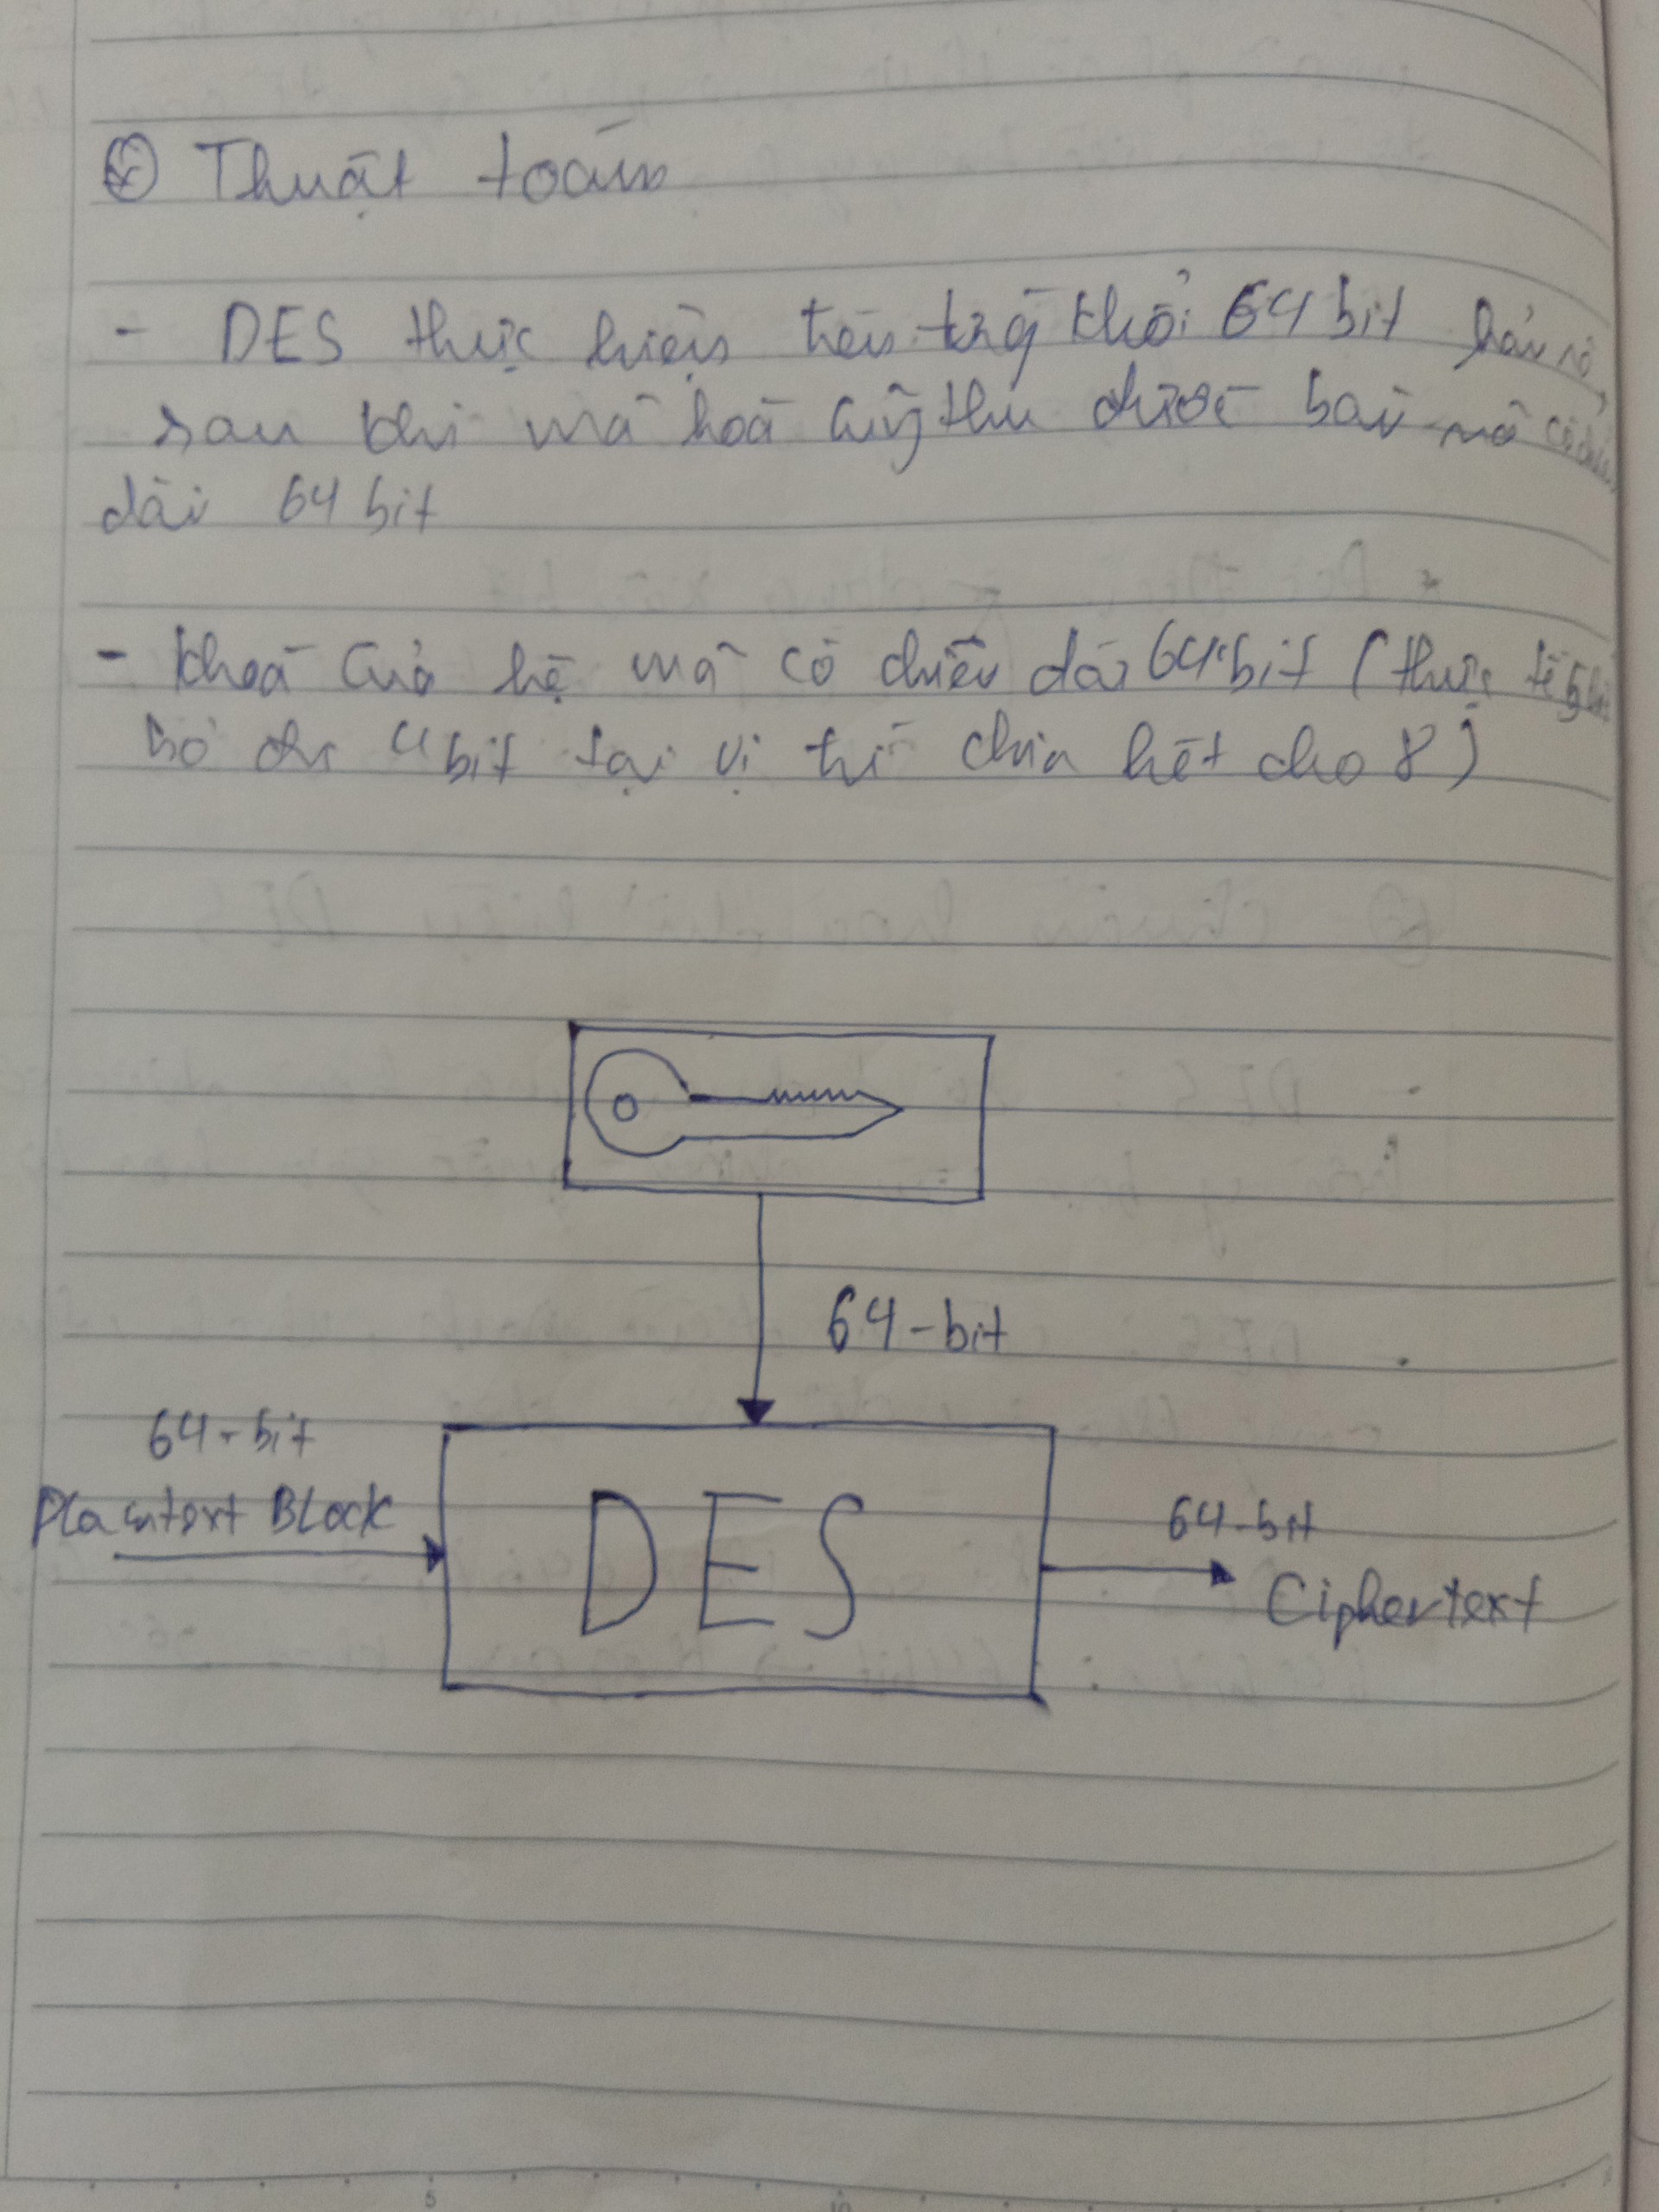 Thuật toán
- DES thực hiện trên từng khối 64 bit bản rõ
sau khi mã hoá cũng thu được bản mã có chiều
dài 64 bit
- Khoá của hệ mã có chiều dài 64 bit (thực tế
bỏ đi 4 bit tại vị trí chia hết cho 8)
64-bit
64-bit
Plaintext Block
DES
64-bit
Ciphertext
5
10